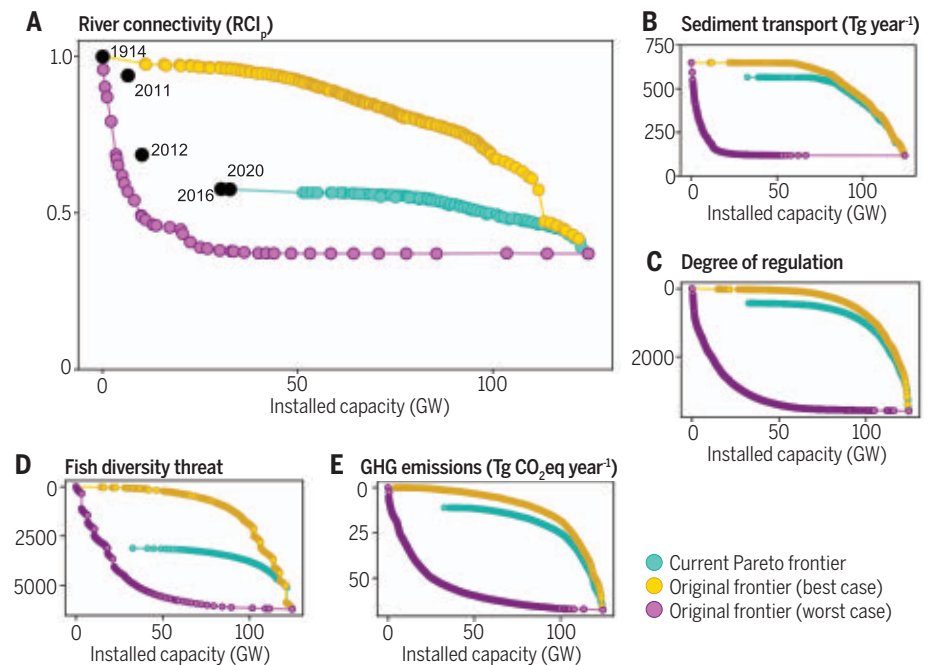 A River connectivity (RCIp)
1.0
0.5
0
1914
2011
2012
2020
2016
0 50 100
Installed capacity (GW)
B Sediment transport (Tg year-1)
750
500
250
0
0 50 100
Installed capacity (GW)
C Degree of regulation
0
2000
0 50 100
Installed capacity (GW)
D Fish diversity threat
0
2500
5000
0 50 100
Installed capacity (GW)
E GHG emissions (Tg CO2eq year-1)
0
25
50
0 50 100
Installed capacity (GW)
Current Pareto frontier
Original frontier (best case)
Original frontier (worst case)